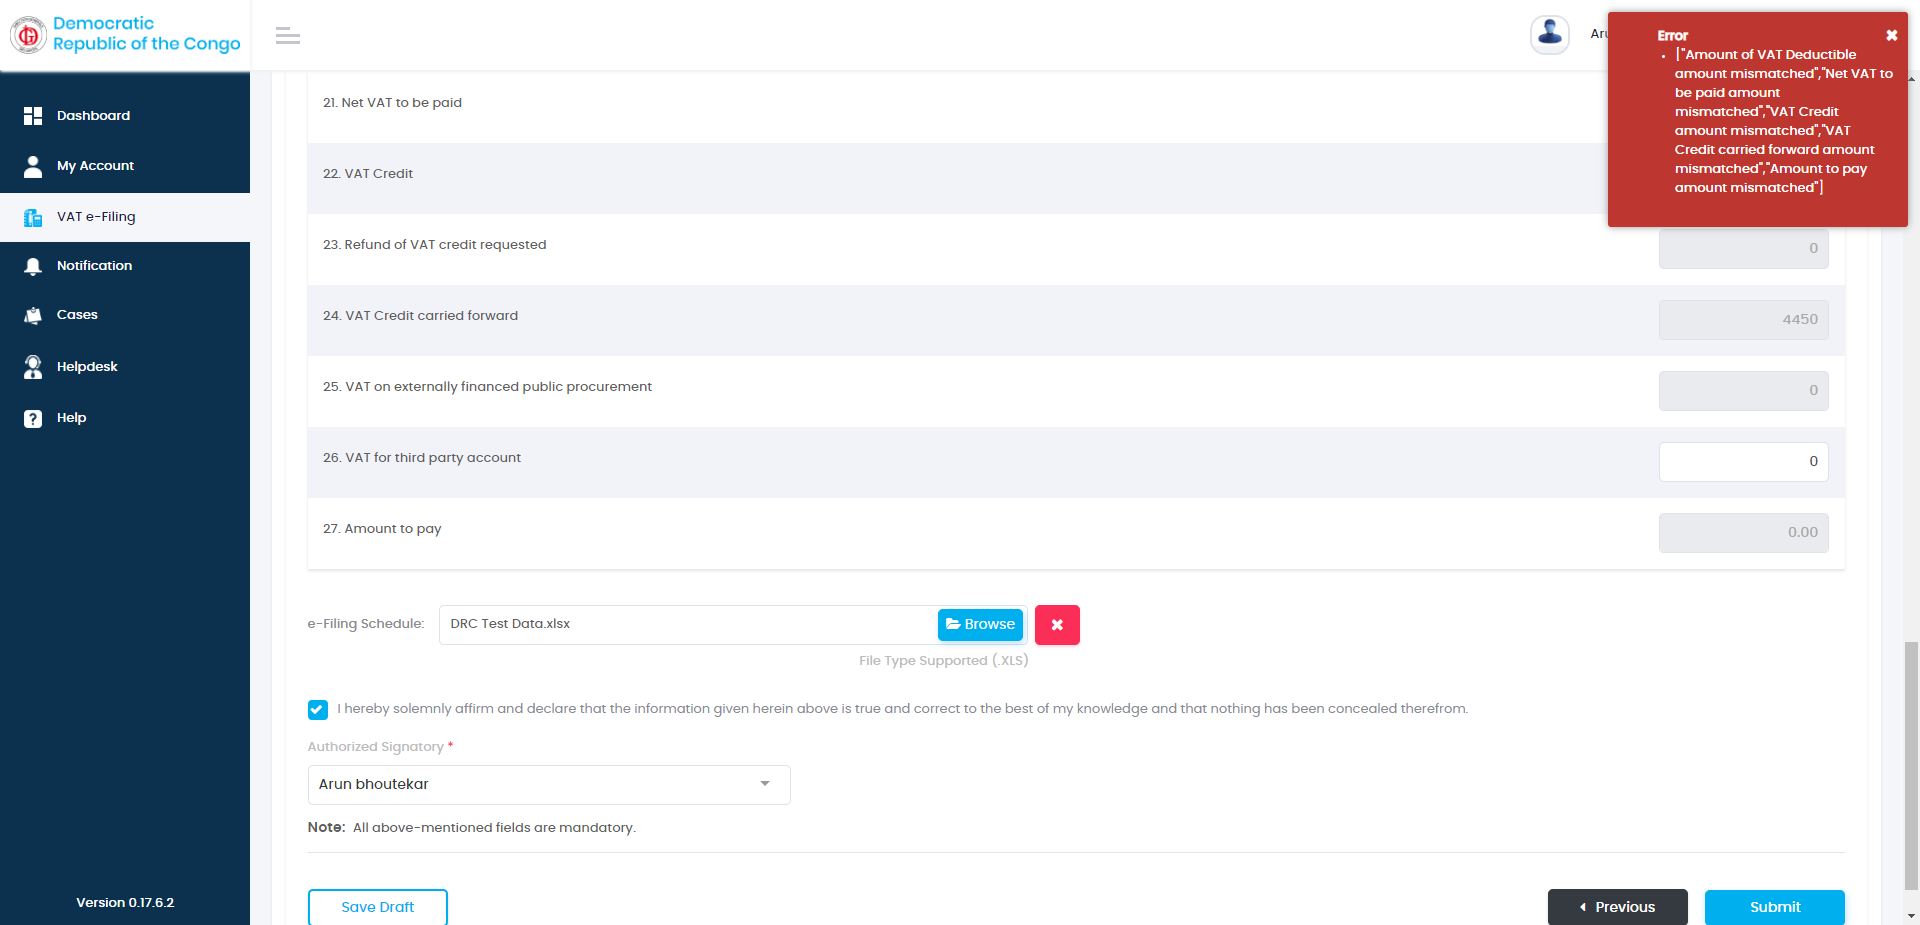 Democratic
Republic of the Congo
Dashboard
My Account
VAT e-Filing
Notification
Cases
Helpdesk
Help
Version 0.17.6.2
21. Net VAT to be paid
22. VAT Credit
23. Refund of VAT credit requested
0
24. VAT Credit carried forward
4450
25. VAT on externally financed public procurement
0
26. VAT for third party account
0
27. Amount to pay
0.00
Error
["Amount of VAT Deductible
amount mismatched","Net VAT to
be paid amount
mismatched","VAT Credit
amount mismatched","VAT
Credit carried forward amount
mismatched","Amount to pay
amount mismatched"]
e-Filing Schedule:
DRC Test Data.xlsx
Browse
File Type Supported (.XLS)
I hereby solemnly affirm and declare that the information given herein above is true and correct to the best of my knowledge and that nothing has been concealed therefrom.
Authorized Signatory *
Arun bhoutekar
Note: All above-mentioned fields are mandatory.
Save Draft
Previous
Submit